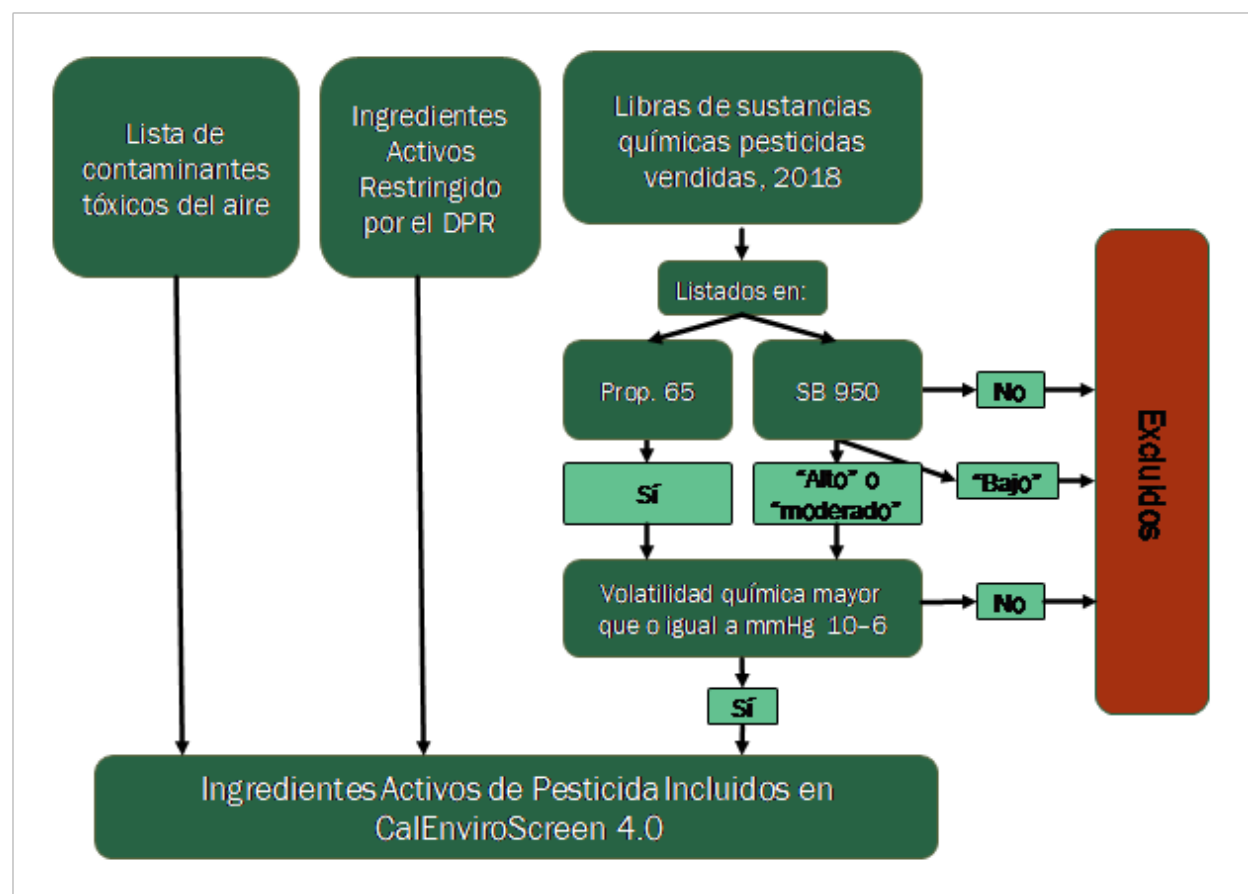 Lista de
contaminantes
tóxicos del aire
Ingredientes
Activos
Restringido
por el DPR
Libras de sustancias
químicas pesticidas
vendidas, 2018
Listados en:
Prop. 65
SB 950
No
Sí
“Alto” o
“moderado”
“Bajo”
Excluidos
Volatilidad química mayor
que o igual a mmHg 10–6
No
Sí
Ingredientes Activos de Pesticida Incluidos en
CalEnviroScreen 4.0